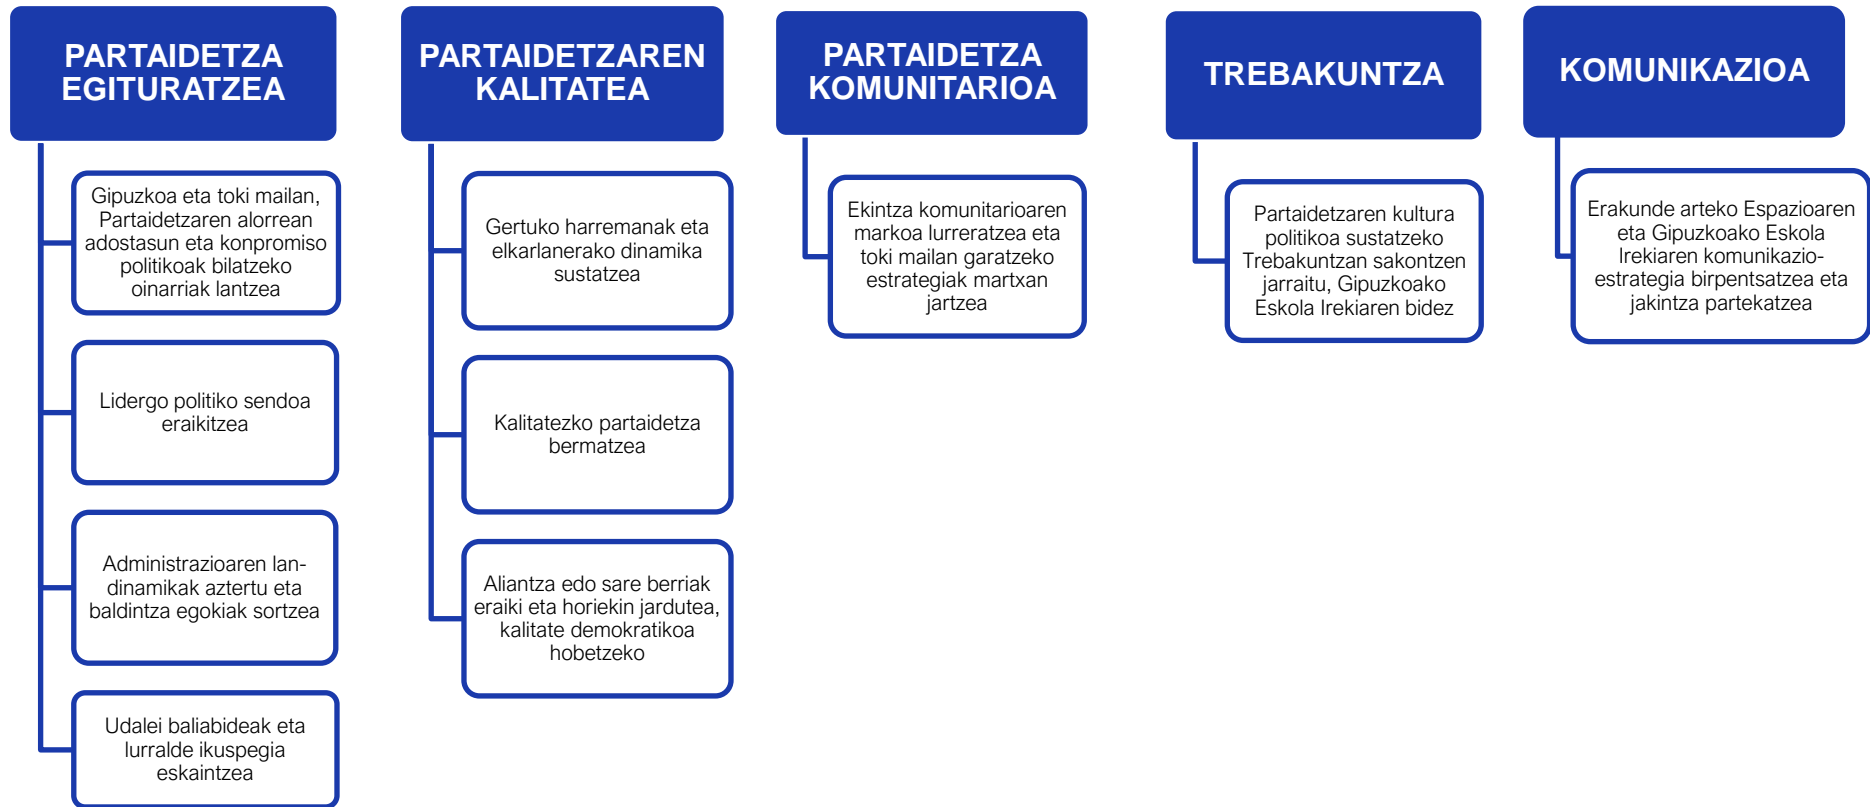 PARTAIDETZA
EGITURATZEA
Gipuzkoa eta toki mailan,
Partaidetzaren alorrean
adostasun eta konpromiso
politikoak bilatzeko
oinarriak lantzea
Lidergo politiko sendoa
eraikitzea
Administrazioaren lan-
dinamikak aztertu eta
baldintza egokiak sortzea
Udalei baliabideak eta
lurralde ikuspegia
eskaintzea
PARTAIDETZAREN
KALITATEA
Gertuko harremanak eta
elkarlanerako dinamika
sustatzea
Kalitatezko partaidetza
bermatzea
Aliantza edo sare berriak
eraiki eta horiekin jardutea,
kalitate demokratikoa
hobetzeko
PARTAIDETZA
KOMUNITARIOA
Ekintza komunitarioaren
markoa lurreratzea eta
toki mailan garatzeko
estrategiak martxan
jartzea
TREBAKUNTZA
Partaidetzaren kultura
politikoa sustatzeko
Trebakuntzan sakontzen
jarraitu, Gipuzkoako
Eskola Irekiaren bidez
KOMUNIKAZIOA
Erakunde arteko Espazioaren
eta Gipuzkoako Eskola
Irekiaren komunikazio-
estrategia birpentsatzea eta
jakintza partekatzea